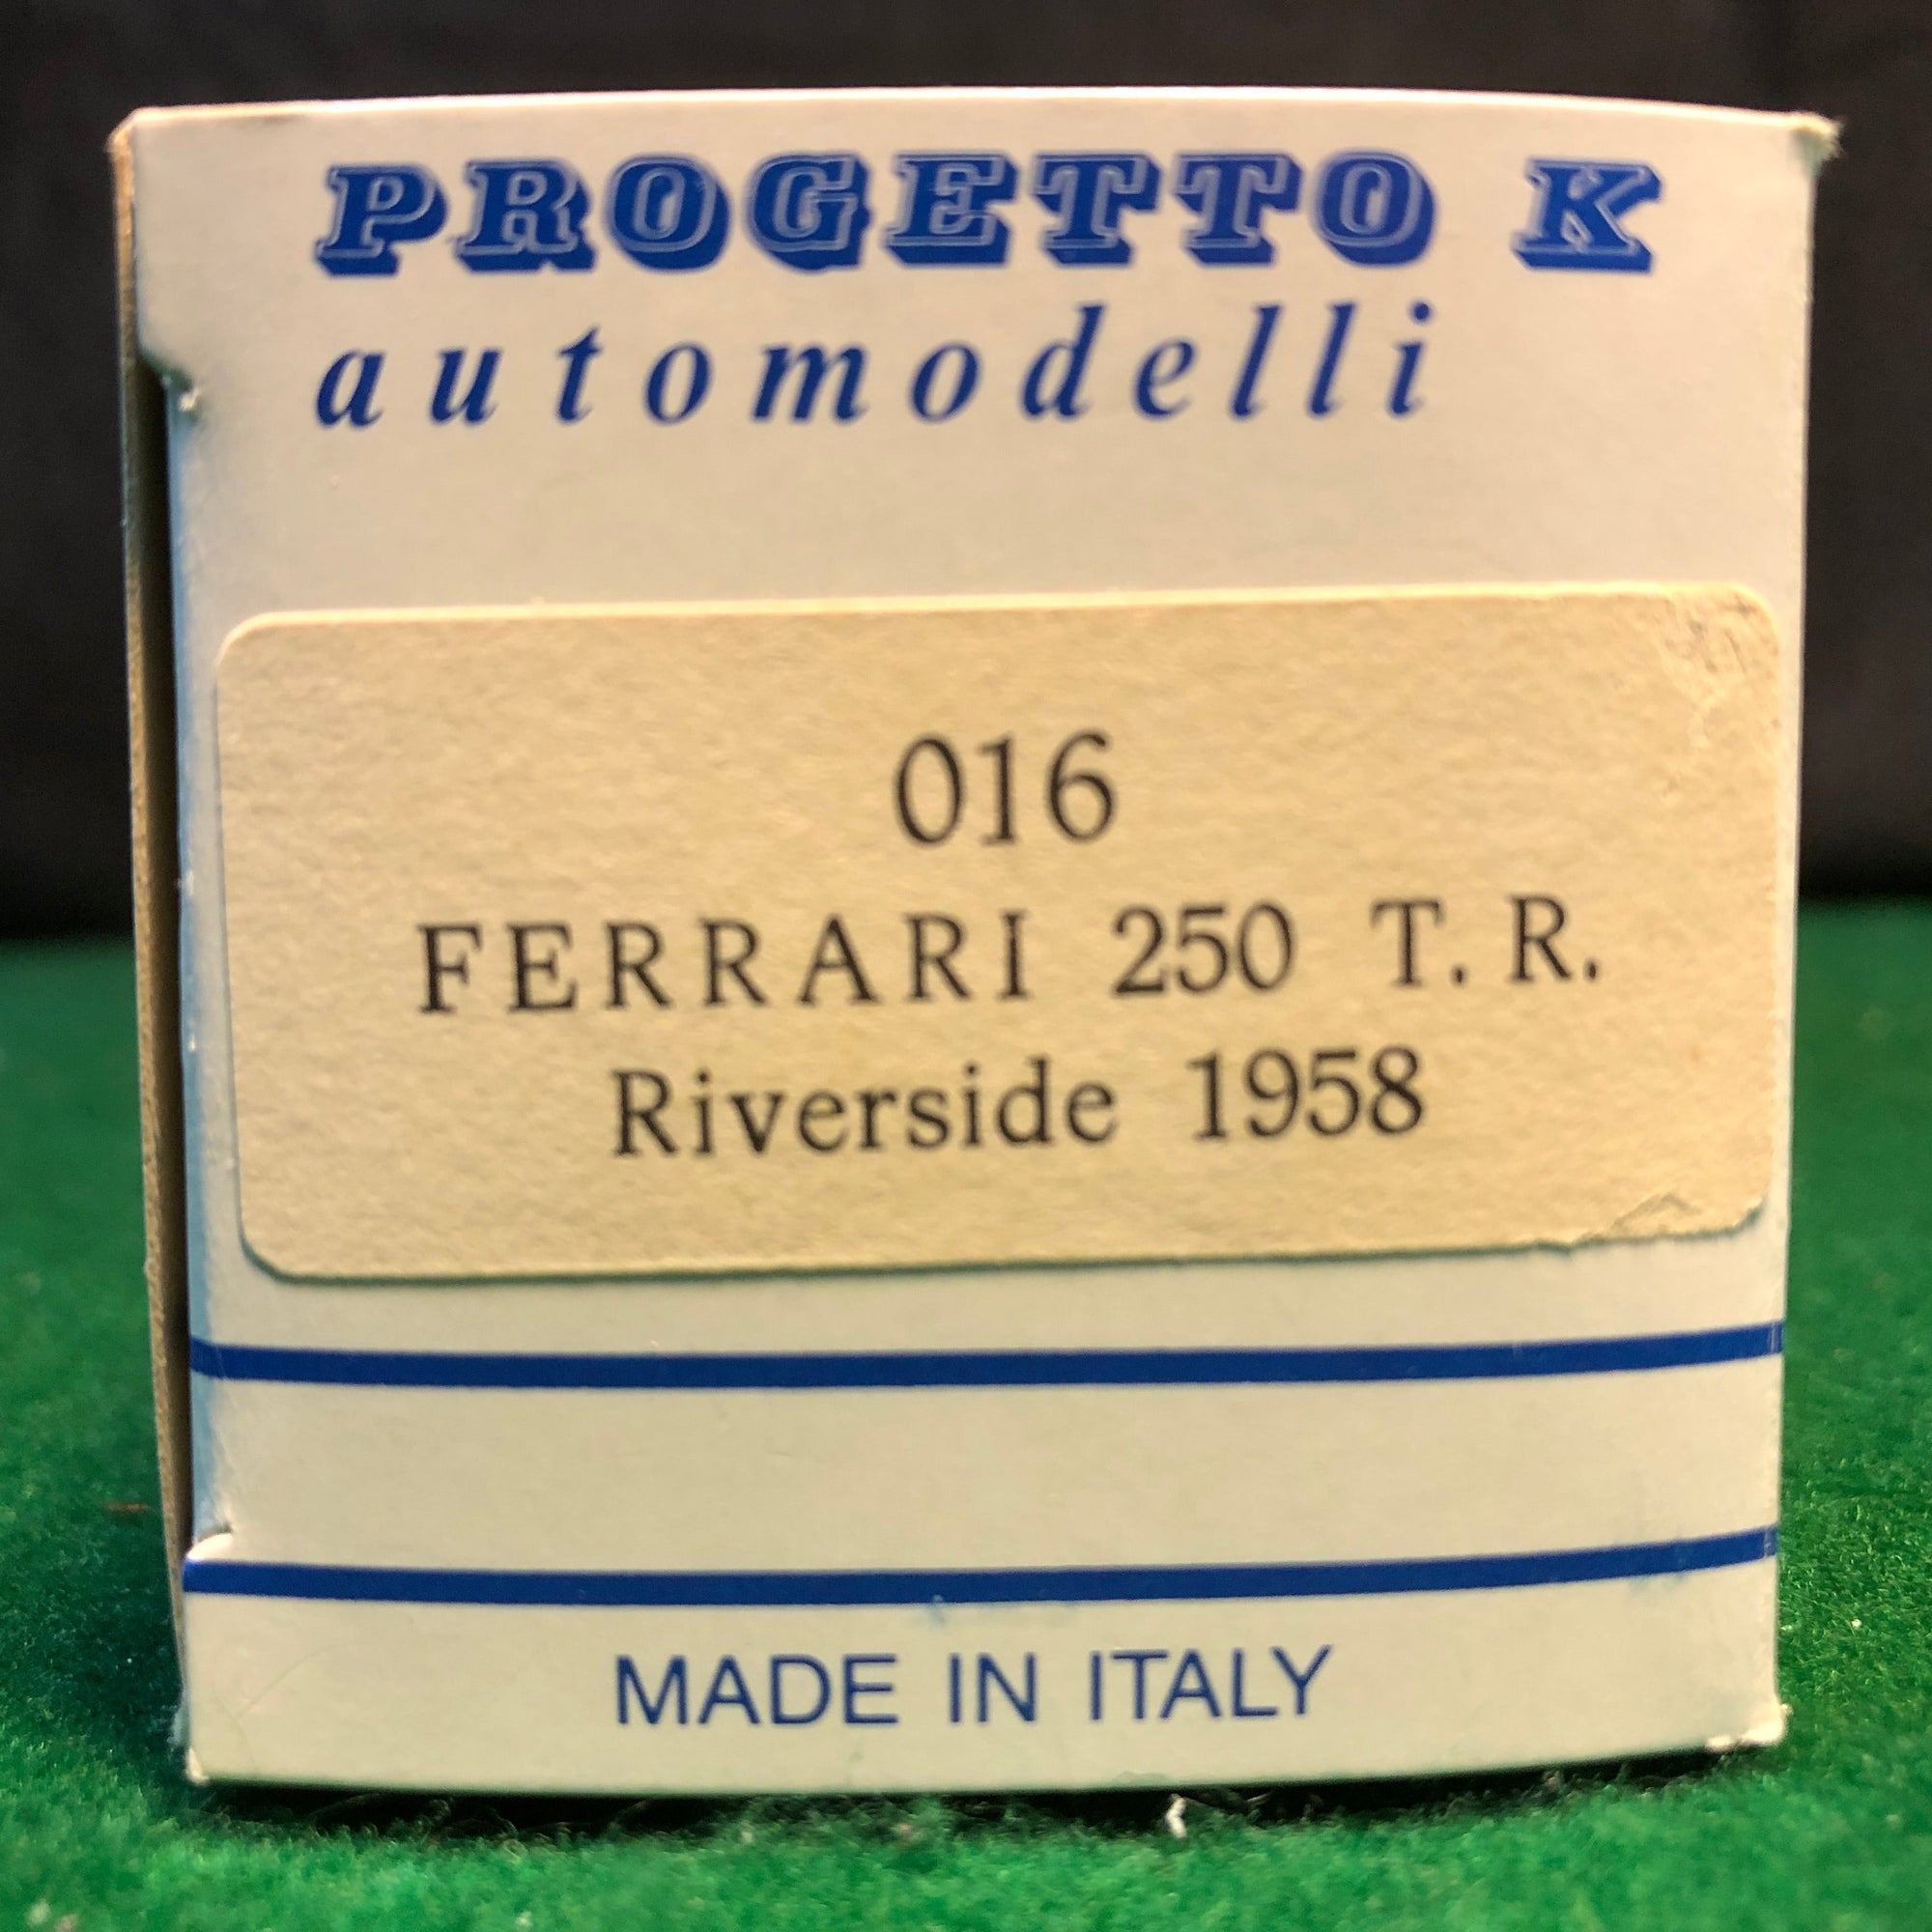 PROGETTO K
automodelli
016
FERRARI 250 T.R.
Riverside 1958
MADE IN ITALY